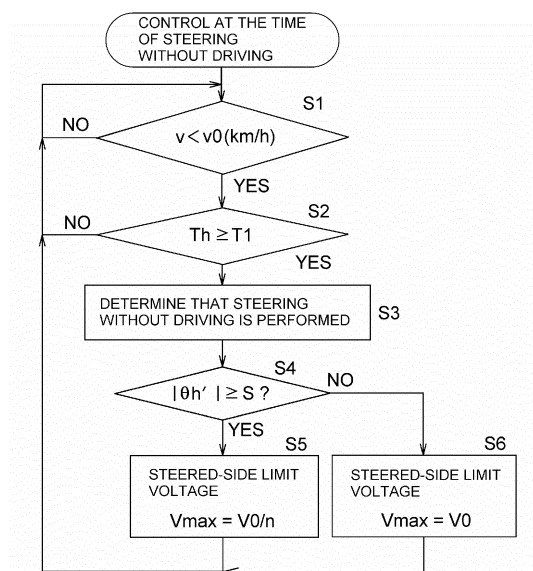 CONTROL AT THE TIME
OF STEERING
WITHOUT DRIVING
S1
NO
v<v0(km/h)
YES
S2
NO
Th ≥T1
YES
DETERMINE THAT STEERING
WITHOUT DRIVING IS PERFORMED
S3
S4
|θh′ | ≥ S ?
NO
YES
S5
S6
STEERED-SIDE LIMIT
VOLTAGE
Vmax = V0/n
STEERED-SIDE LIMIT
VOLTAGE
Vmax = V0